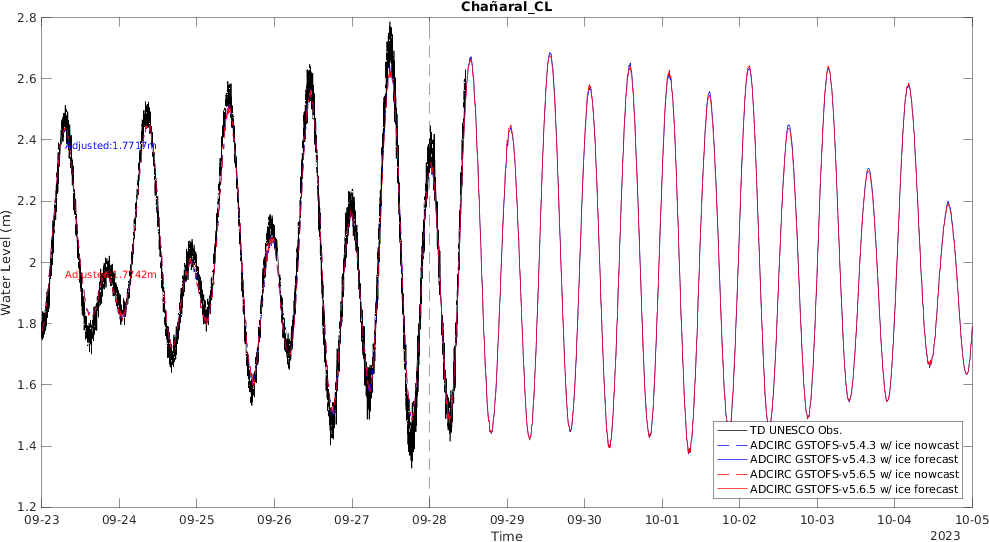 Chañaral_CL
2.8
2.6
2.4
2.2
2
1.8
1.6
1.4
1.2
Water Level (m)
Adjusted:1.7717m
Adjusted:1.7742m
TD UNESCO Obs.
ADCIRC GSTOFS-v5.4.3 w/ ice nowcast
ADCIRC GSTOFS-v5.4.3 w/ ice forecast
ADCIRC GSTOFS-v5.6.5 w/ ice nowcast
ADCIRC GSTOFS-v5.6.5 w/ ice forecast
09-23 09-24 09-25 09-26 09-27 09-28 09-29 09-30 10-01 10-02 10-03 10-04 10-05
Time
2023